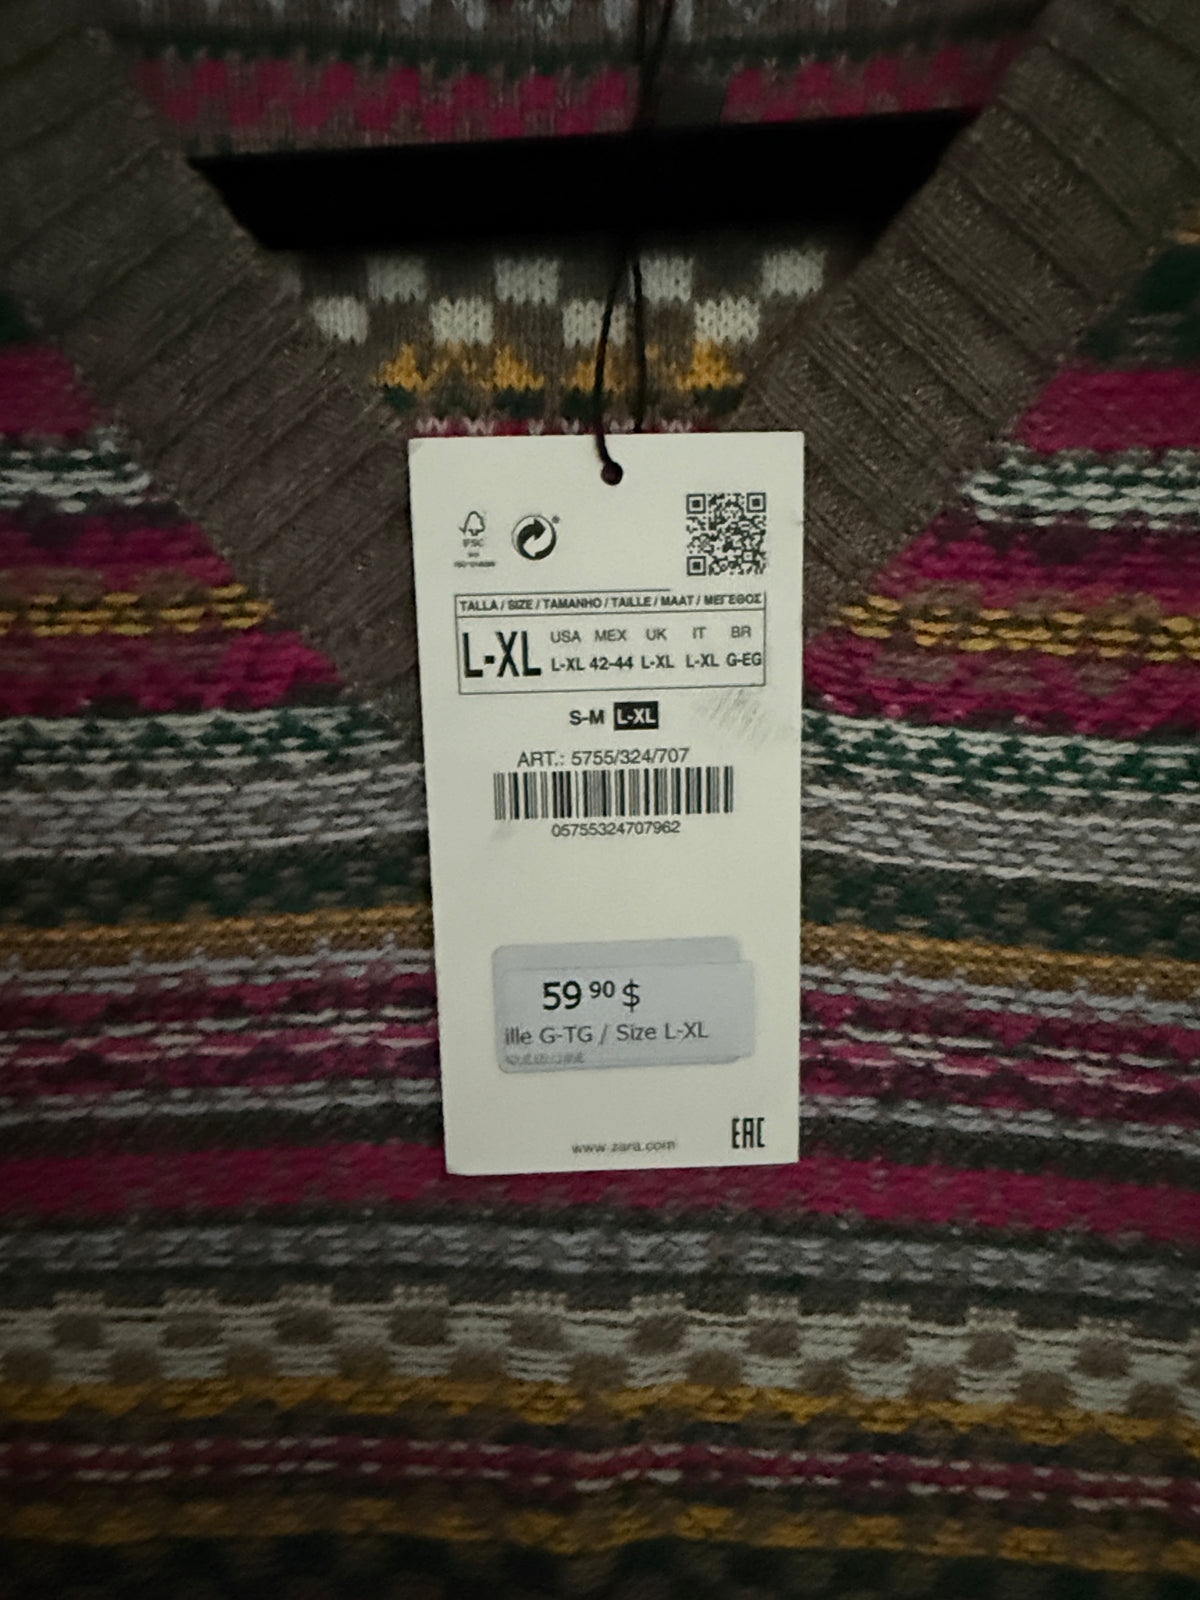 FSC
TALLA / SIZE / TAMANHO / TAILLE / MAAT / ΜΕΓΕΘΟΣ
L-XL
USA MEX UK IT BR
L-XL 42-44 L-XL L-XL G-EG
S-M L-XL
ART.: 5755/324/707
05755324707962
59 90 $
ille G-TG / Size L-XL
www.zara.com
EAC